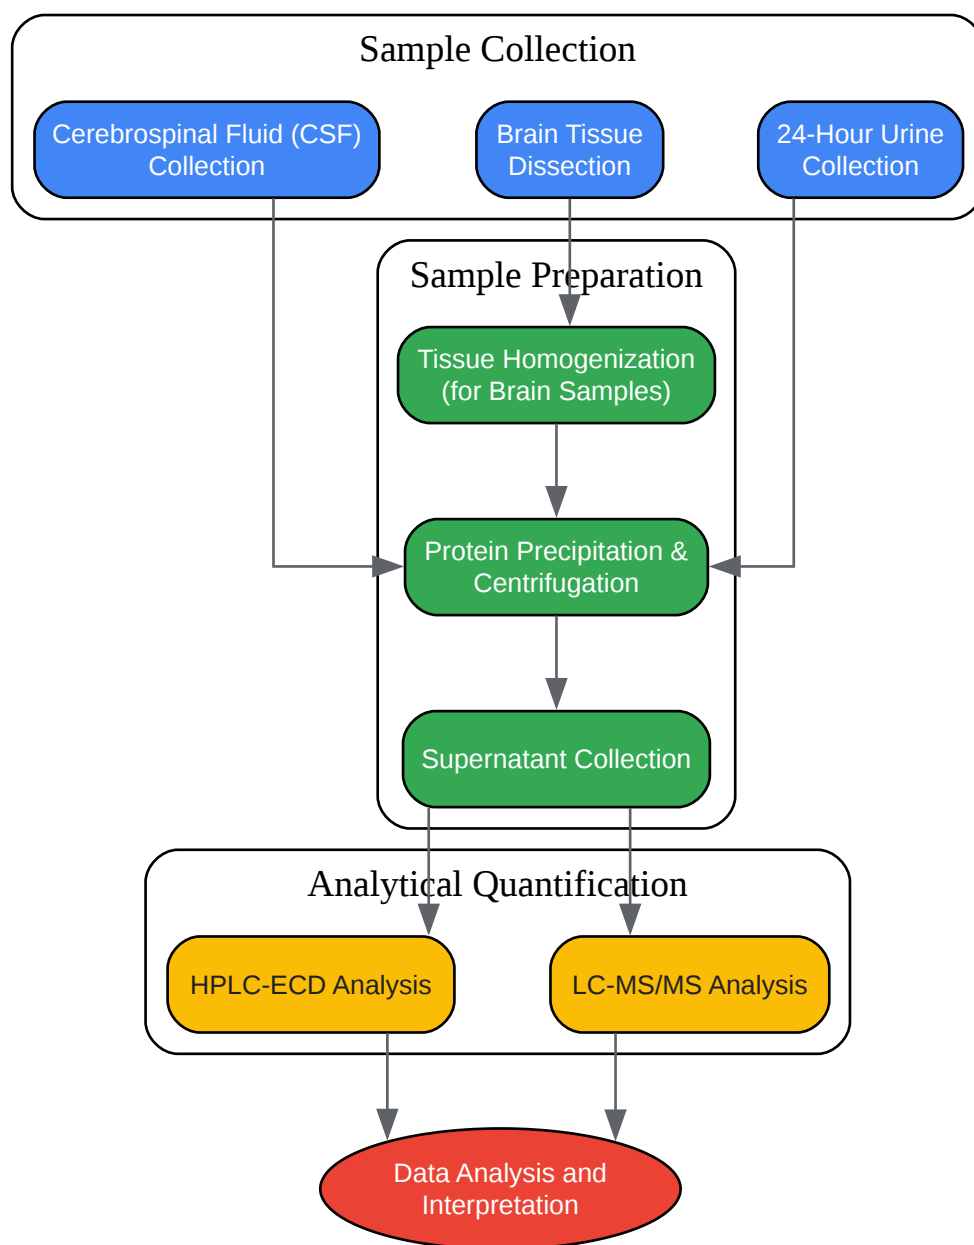 Sample Collection
Cerebrospinal Fluid (CSF)
Collection
Brain Tissue
Dissection
24-Hour Urine
Collection
Sample Preparation
Tissue Homogenization
(for Brain Samples)
Protein Precipitation &
Centrifugation
Supernatant Collection
Analytical Quantification
HPLC-ECD Analysis
LC-MS/MS Analysis
Data Analysis and
Interpretation